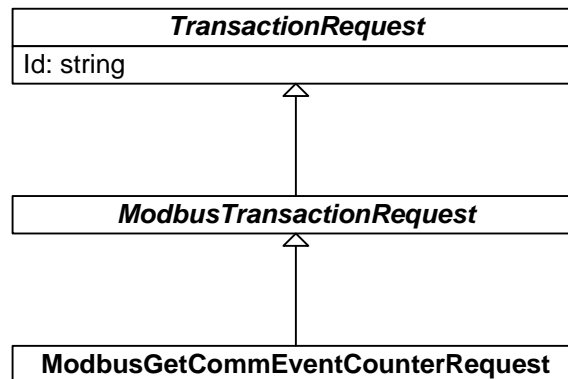 TransactionRequest
Id: string
ModbusTransactionRequest
ModbusGetCommEventCounterRequest